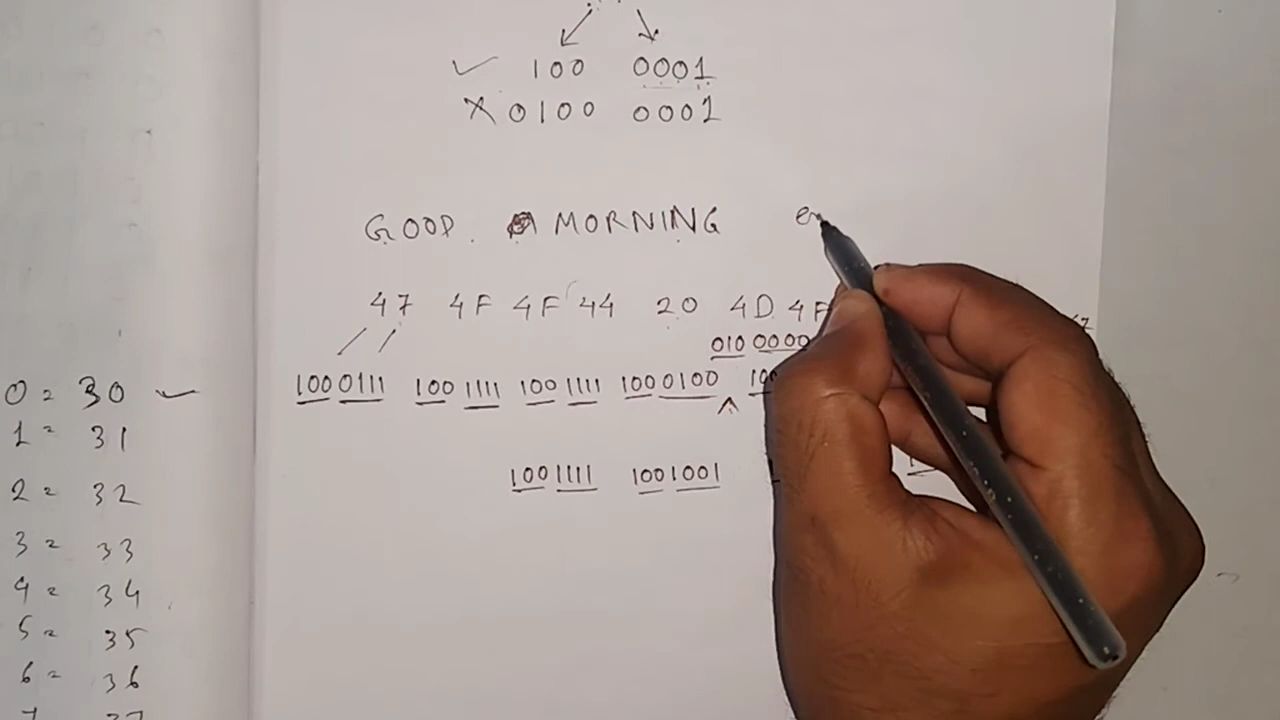 100 0001
0100 0001
GOOD MORNING
47 4F 4F 44 20 4D 4F
010 0000
1000111 1001111 1001111 1000100
1001111 1001001
0 = 30
1 = 31
2 = 32
3 = 33
4 = 34
5 = 35
6 = 36